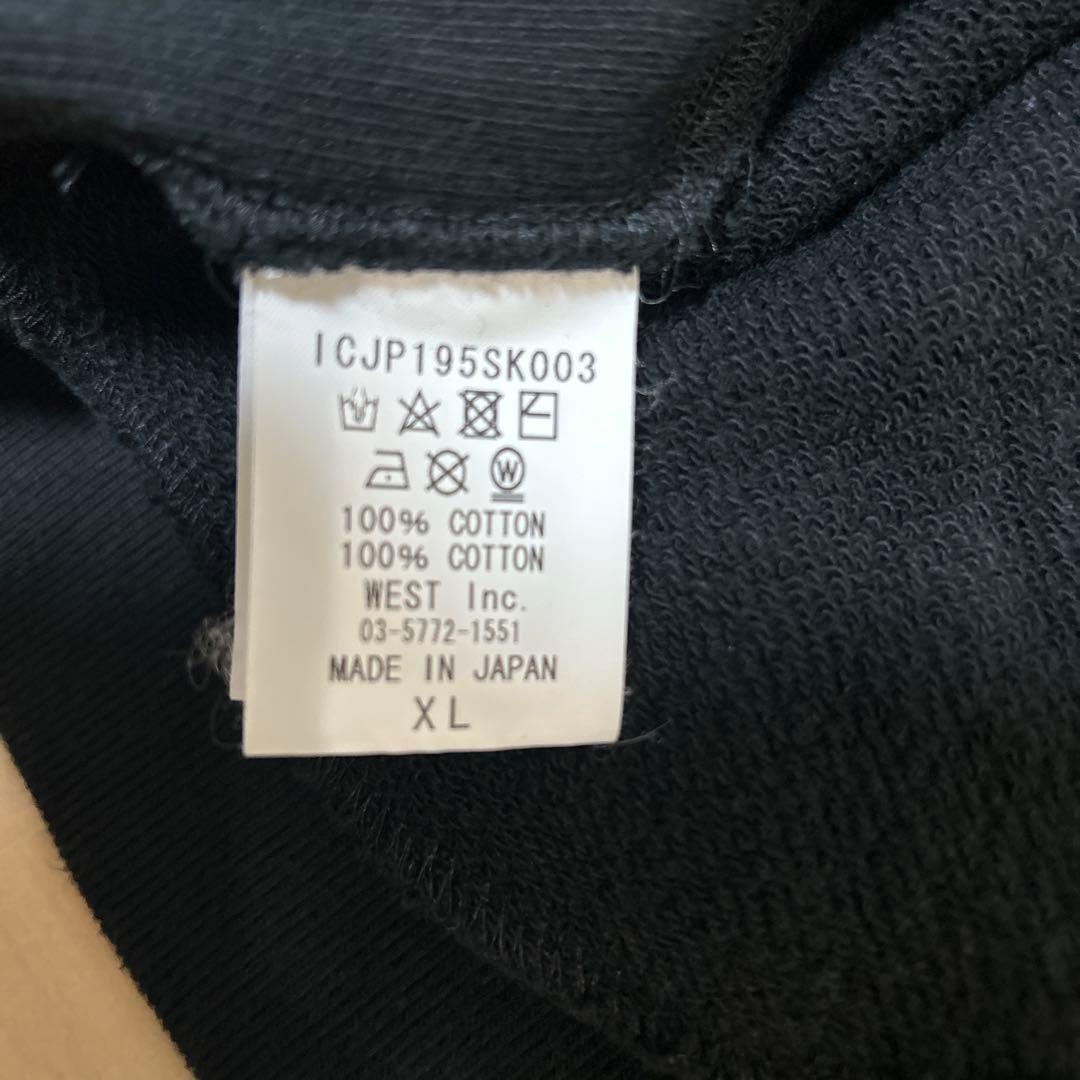 ICJP195SK003
W
100% COTTON
100% COTTON
WEST Inc.
03-5772-1551
MADE IN JAPAN
XL